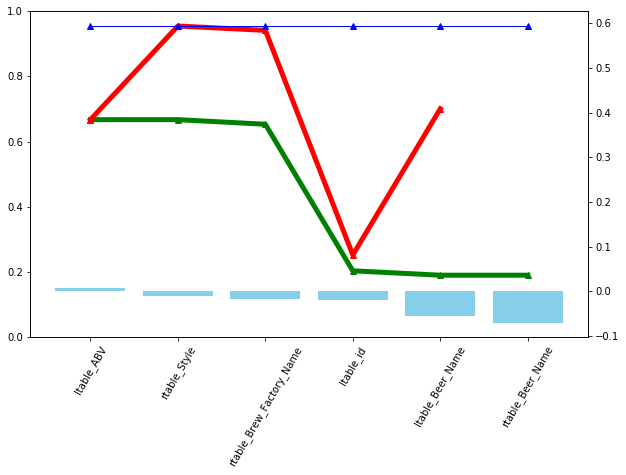 1.0
0.8
0.6
0.4
0.2
0.0
0.6
0.5
0.4
0.3
0.2
0.1
0.0
−0.1
ltable_ABV
rtable_Style
rtable_Brew_Factory_Name
ltable_id
ltable_Beer_Name
rtable_Beer_Name